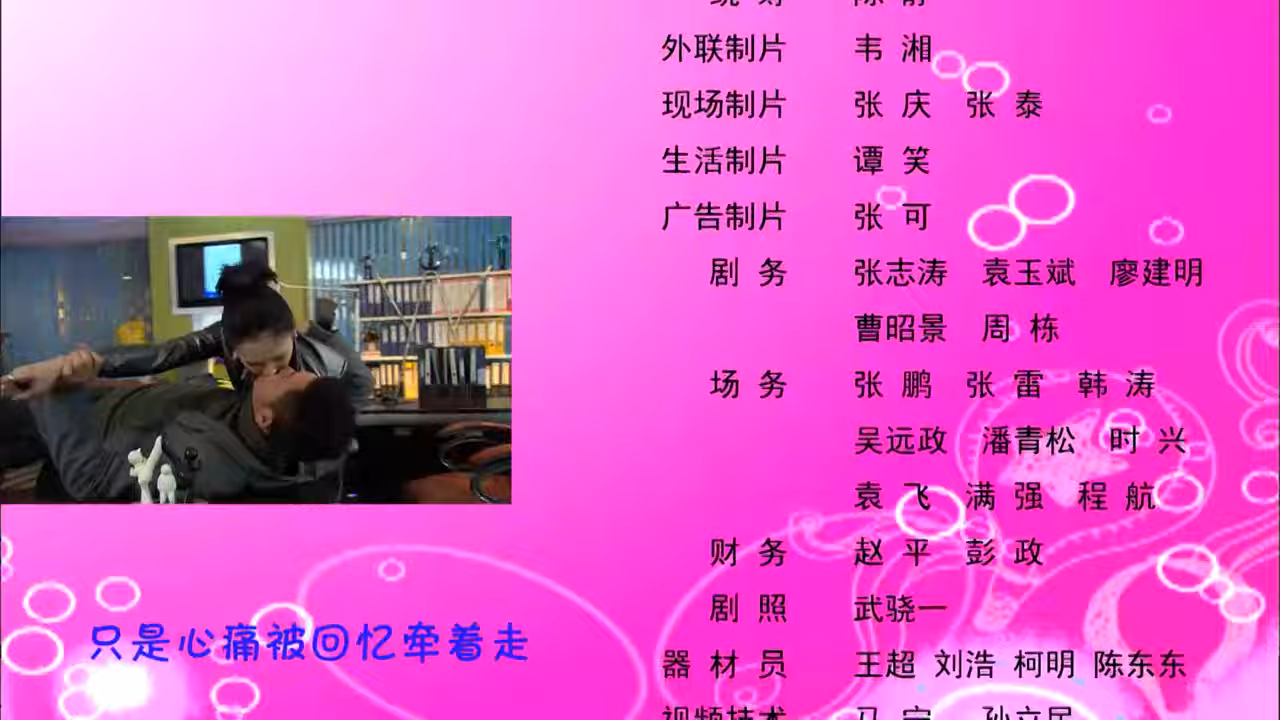 外联制片 韦 湘
现场制片 张 庆 张 泰
生活制片 谭 笑
广告制片 张 可
剧 务 张志涛 袁玉斌 廖建明
曹昭景 周 栋
场 务 张 鹏 张 雷 韩 涛
吴远政 潘青松 时 兴
袁 飞 满 强 程 航
财 务 赵 平 彭 政
剧 照 武骁一
器 材 员 王超 刘浩 柯明 陈东东
只是心痛被回忆牵着走